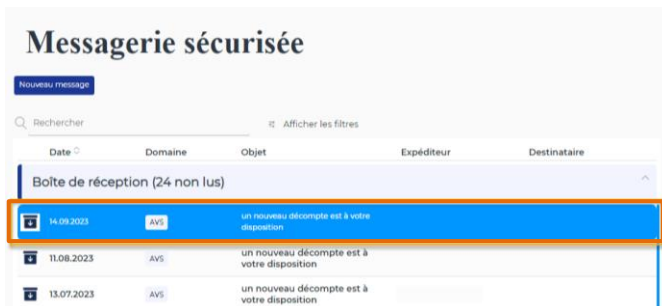 Messagerie sécurisée
Nouveau message
Rechercher
Afficher les filtres
Date Domaine Objet Expéditeur Destinataire
Boîte de réception (24 non lus)
14.09.2023 AVS un nouveau décompte est à votre
disposition
11.08.2023 AVS un nouveau décompte est à
votre disposition
13.07.2023 AVS un nouveau décompte est à
votre disposition